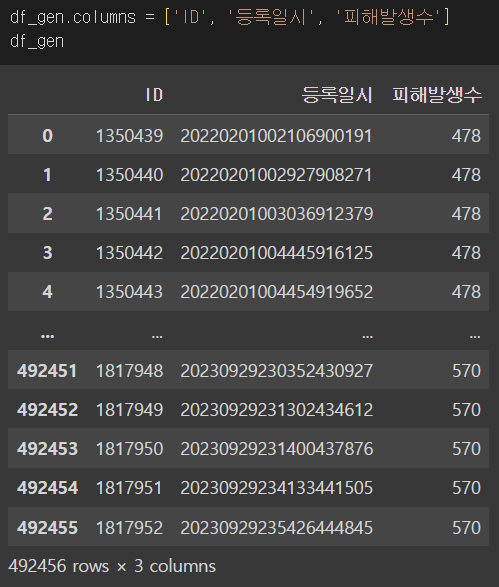 df_gen.columns = ['ID', '등록일시', '피해발생수']
df_gen
ID 등록일시 피해발생수
0 1350439 20220201002106900191 478
1 1350440 20220201002927908271 478
2 1350441 20220201003036912379 478
3 1350442 20220201004445916125 478
4 1350443 20220201004454919652 478
... ... ... ...
492451 1817948 20230929230352430927 570
492452 1817949 20230929231302434612 570
492453 1817950 20230929231400437876 570
492454 1817951 20230929234133441505 570
492455 1817952 20230929235426444845 570
492456 rows × 3 columns